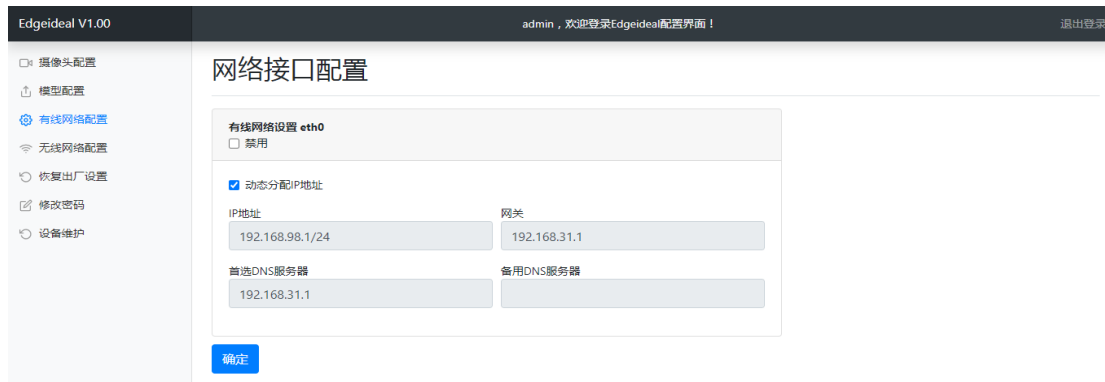 Edgeideal V1.00
admin，欢迎登录Edgeideal配置界面！
退出登录
摄像头配置
模型配置
有线网络配置
无线网络配置
恢复出厂设置
修改密码
设备维护
网络接口配置
有线网络设置 eth0
禁用
动态分配IP地址
IP地址 网关
192.168.98.1/24 192.168.31.1
首选DNS服务器 备用DNS服务器
192.168.31.1
确定